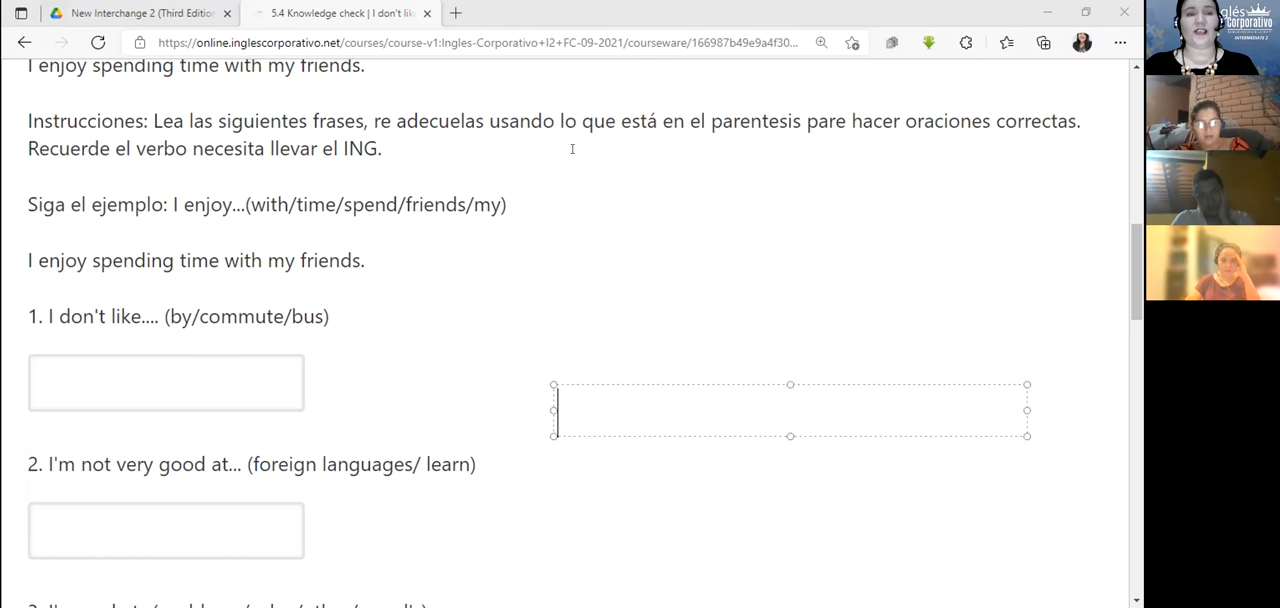 New Interchange 2 (Third Edition
5.4 Knowledge check | I don't lik
https://online.inglescorporativo.net/courses/course-v1:Ingles-Corporativo+I2+FC-09-2021/courseware/166987b49e9a4f30...
glés
Corporativo
INTERMEDIATE 2
I enjoy spending time with my friends.
Instrucciones: Lea las siguientes frases, re adecuelas usando lo que está en el parentesis pare hacer oraciones correctas.
Recuerde el verbo necesita llevar el ING.
Siga el ejemplo: I enjoy...(with/time/spend/friends/my)
I enjoy spending time with my friends.
1. I don't like.... (by/commute/bus)
2. I'm not very good at... (foreign languages/ learn)